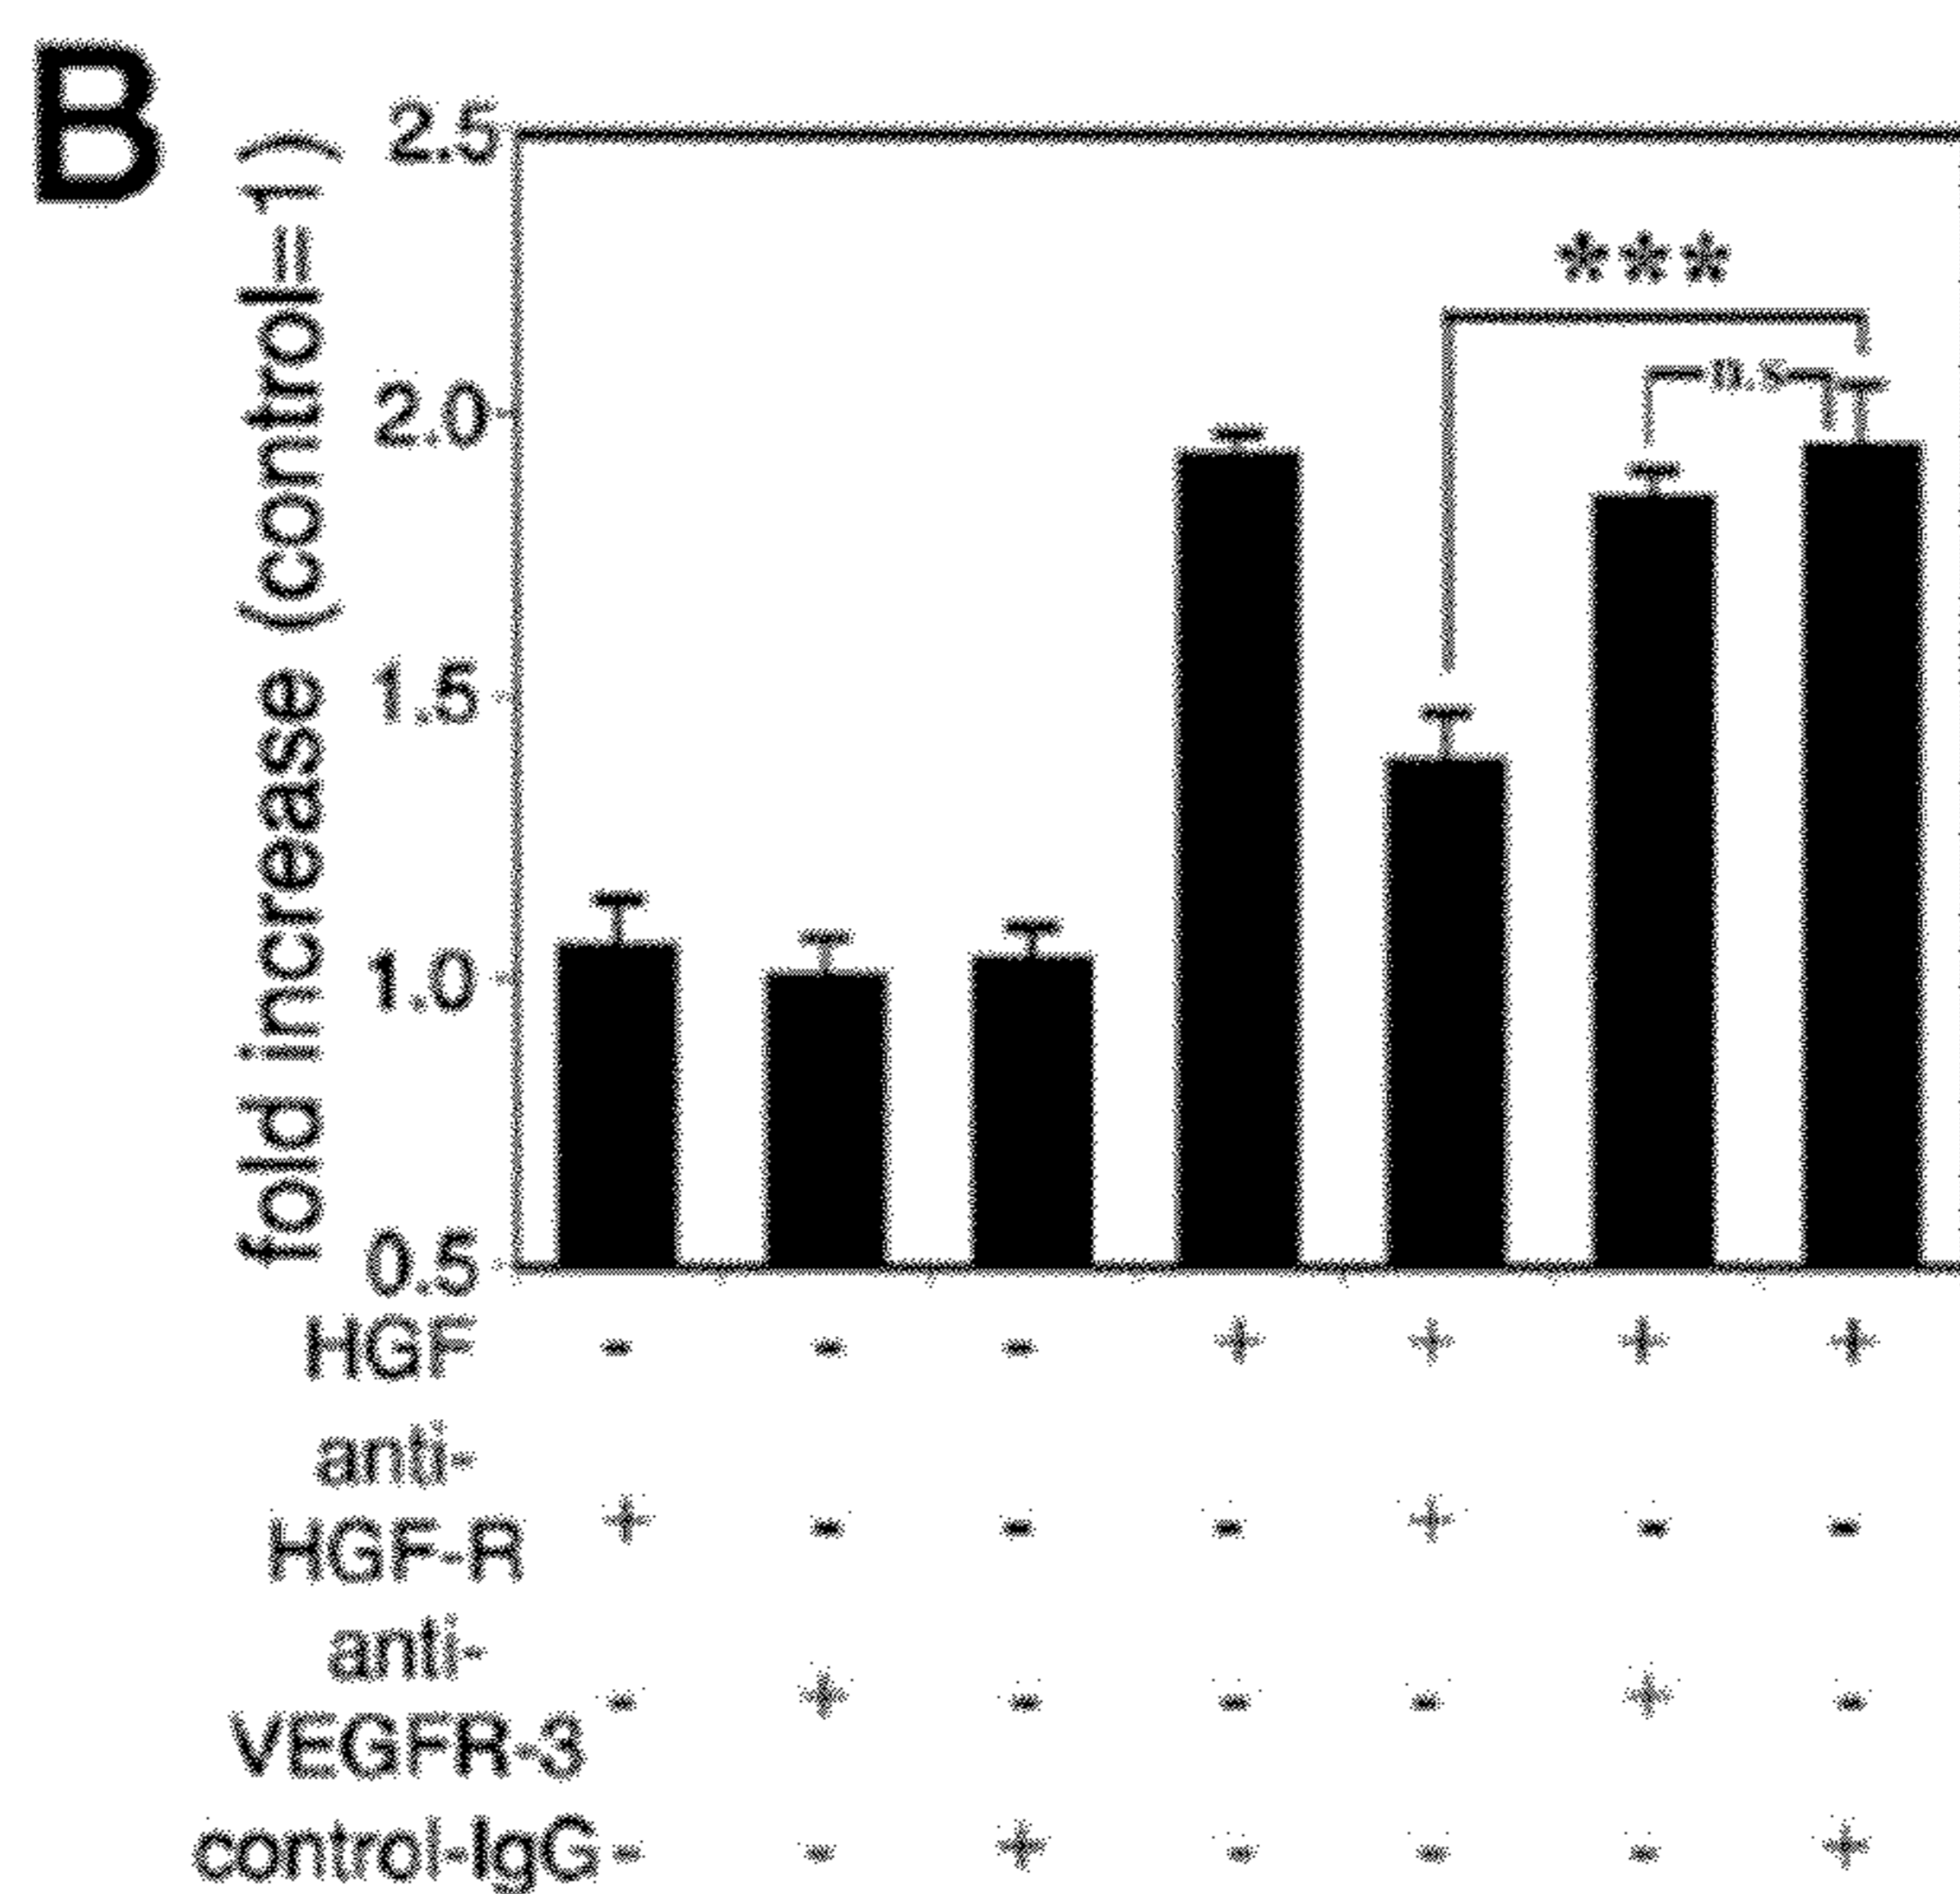 B
fold increase (control=1)
2.5
2.0
1.5
1.0
0.5
***
n.s
HGF - - - + + + +
anti-
HGF-R + - - - + - -
anti-
VEGFR-3 - + - - - + -
control-IgG - - + - - - +